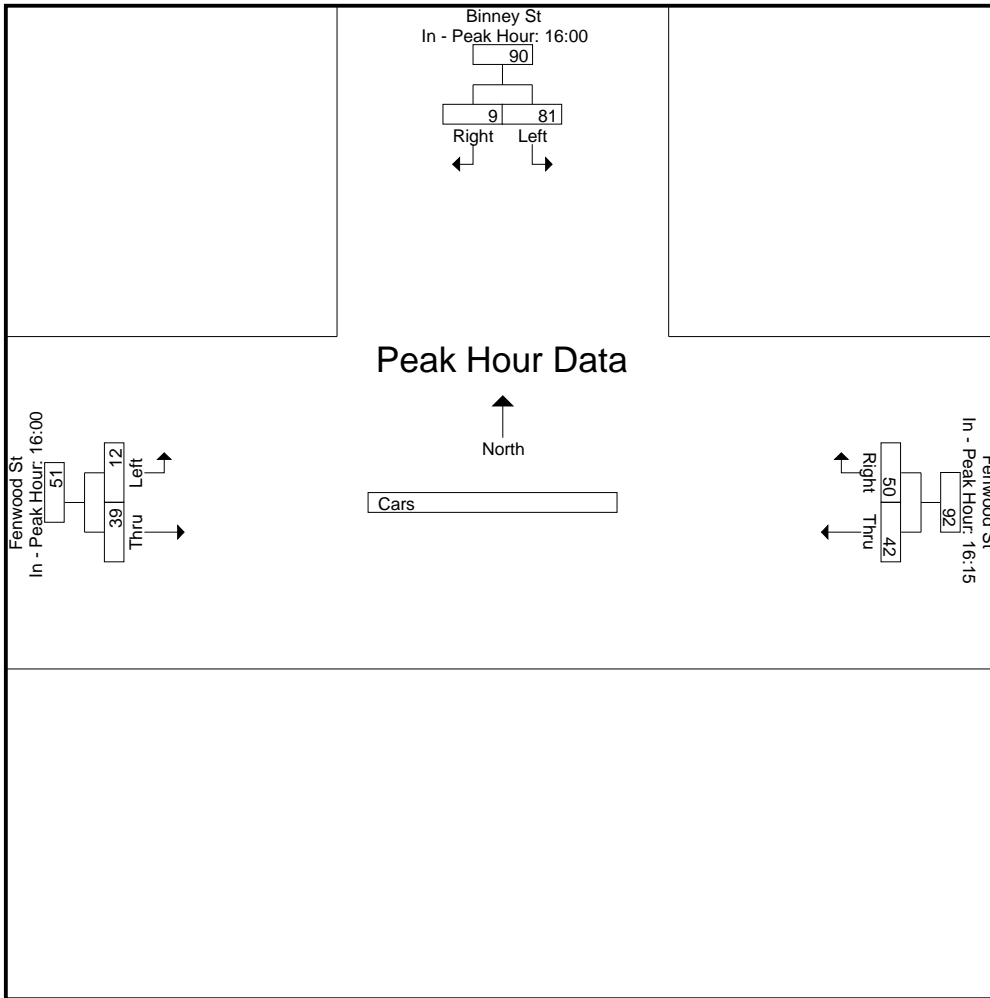 Binney St
In - Peak Hour: 16:00
90
9 81
Right Left
Peak Hour Data
North
Cars
Fenwood St
In - Peak Hour: 16:00
51
12 39
Left Thru
Fenwood St
In - Peak Hour: 16:15
92
50 42
Right Thru